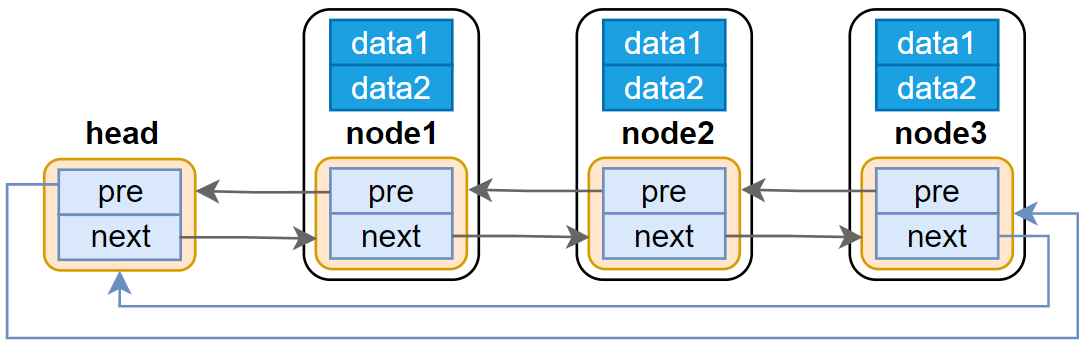 data1
data2
data1
data2
data1
data2
head
node1
node2
node3
pre
next
pre
next
pre
next
pre
next